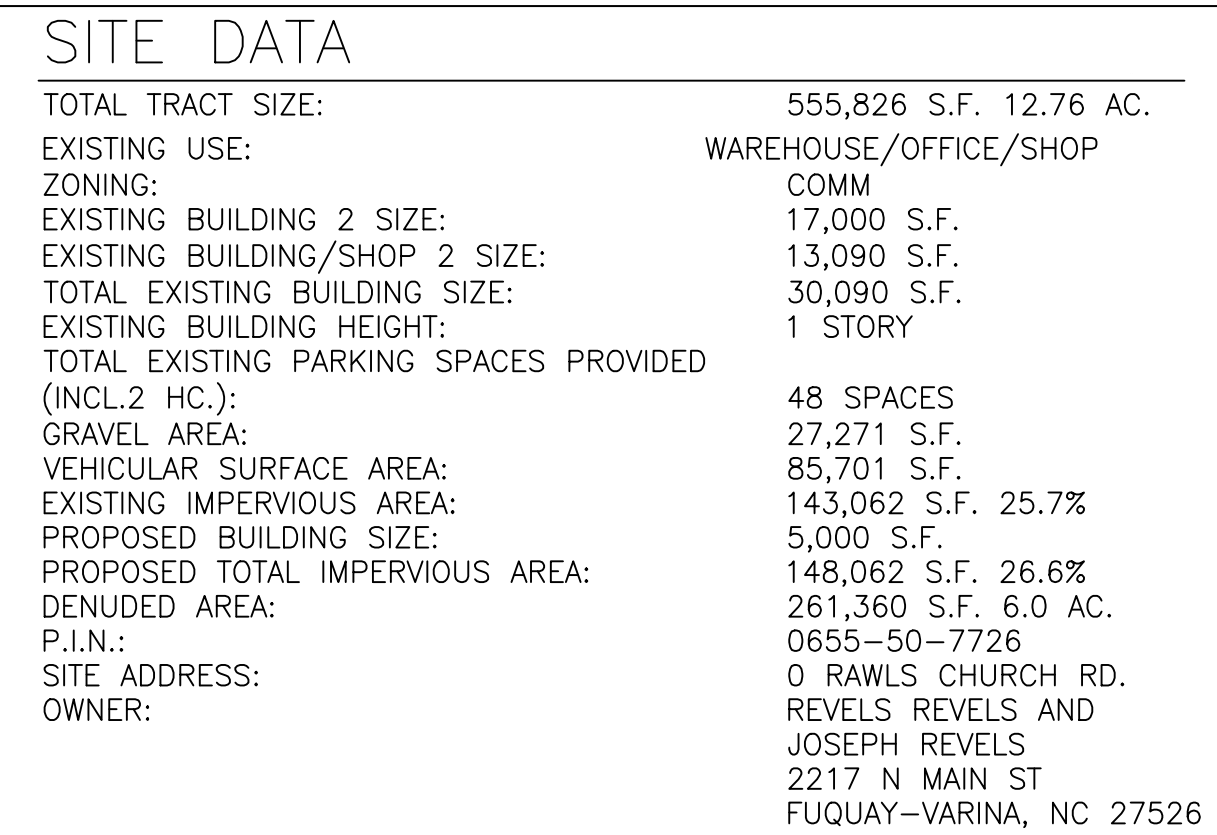 SITE DATA
TOTAL TRACT SIZE: 555,826 S.F. 12.76 AC.
EXISTING USE: WAREHOUSE/OFFICE/SHOP
ZONING: COMM
EXISTING BUILDING 2 SIZE: 17,000 S.F.
EXISTING BUILDING/SHOP 2 SIZE: 13,090 S.F.
TOTAL EXISTING BUILDING SIZE: 30,090 S.F.
EXISTING BUILDING HEIGHT: 1 STORY
TOTAL EXISTING PARKING SPACES PROVIDED
(INCL.2 HC.): 48 SPACES
GRAVEL AREA: 27,271 S.F.
VEHICULAR SURFACE AREA: 85,701 S.F.
EXISTING IMPERVIOUS AREA: 143,062 S.F. 25.7%
PROPOSED BUILDING SIZE: 5,000 S.F.
PROPOSED TOTAL IMPERVIOUS AREA: 148,062 S.F. 26.6%
DENUDED AREA: 261,360 S.F. 6.0 AC.
P.I.N.: 0655-50-7726
SITE ADDRESS: 0 RAWLS CHURCH RD.
OWNER: REVELS REVELS AND
JOSEPH REVELS
2217 N MAIN ST
FUQUAY-VARINA, NC 27526